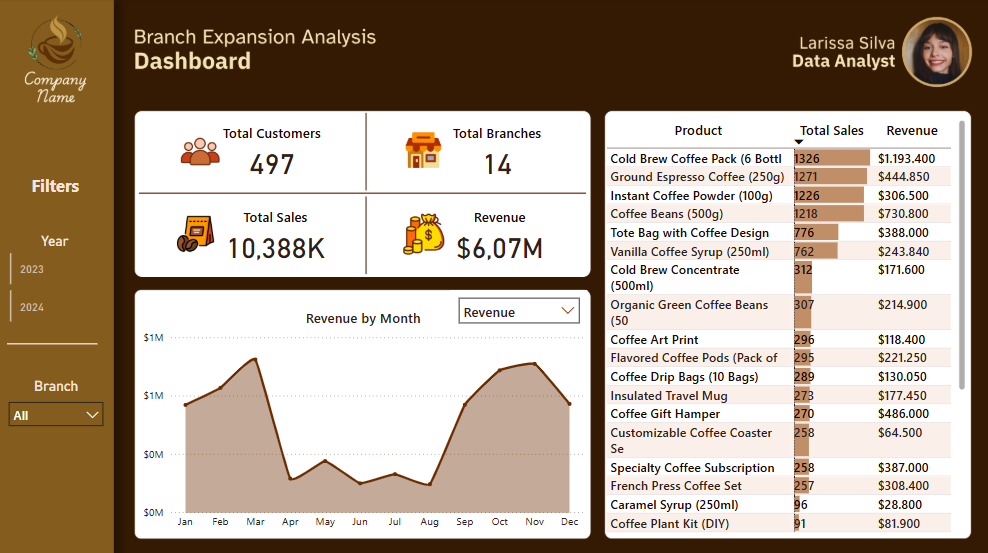 Company
Name
Branch Expansion Analysis
Dashboard
Larissa Silva
Data Analyst
Filters
Year
2023
2024
Branch
All
Total Customers
497
Total Branches
14
Total Sales
10,388K
Revenue
$6,07M
Revenue by Month
Revenue
$1M
$1M
$0M
$0M
Jan Feb Mar Apr May Jun Jul Aug Sep Oct Nov Dec
Product Total Sales Revenue
Cold Brew Coffee Pack (6 Bottl 1326 $1.193.400
Ground Espresso Coffee (250g) 1271 $444.850
Instant Coffee Powder (100g) 1226 $306.500
Coffee Beans (500g) 1218 $730.800
Tote Bag with Coffee Design 776 $388.000
Vanilla Coffee Syrup (250ml) 762 $243.840
Cold Brew Concentrate 312 $171.600
(500ml)
Organic Green Coffee Beans 307 $214.900
(50
Coffee Art Print 296 $118.400
Flavored Coffee Pods (Pack of 295 $221.250
Coffee Drip Bags (10 Bags) 289 $130.050
Insulated Travel Mug 273 $177.450
Coffee Gift Hamper 270 $486.000
Customizable Coffee Coaster 258 $64.500
Se
Specialty Coffee Subscription 258 $387.000
French Press Coffee Set 257 $308.400
Caramel Syrup (250ml) 96 $28.800
Coffee Plant Kit (DIY) 91 $81.900